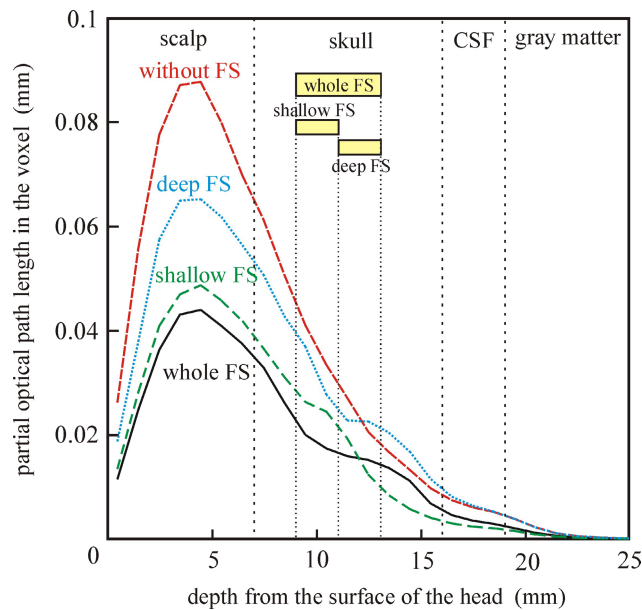 0.1
scalp
skull
CSF
gray matter
without FS
whole FS
0.08
shallow FS
deep FS
deep FS
0.06
shallow FS
0.04
whole FS
0.02
0
5
10
15
20
25
partial optical path length in the voxel (mm)
depth from the surface of the head (mm)